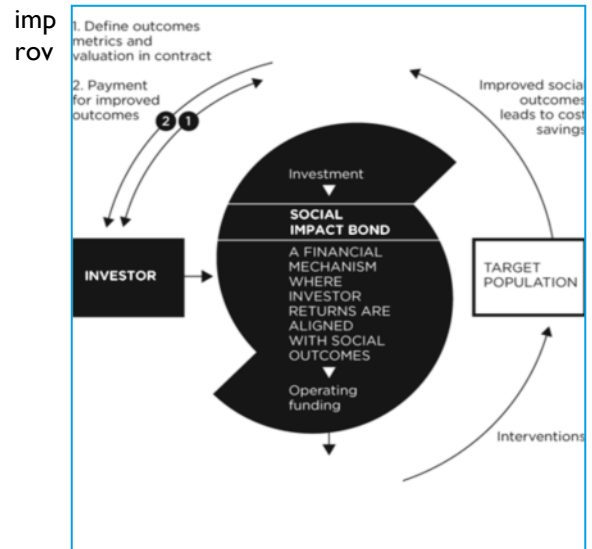 imp
rov
1. Define outcomes
metrics and
valuation in contract
2. Payment
for improved
outcomes
2 1
Improved social
outcomes
leads to cost
savings
Investment
SOCIAL
IMPACT BOND
A FINANCIAL
MECHANISM
WHERE
INVESTOR
RETURNS ARE
ALIGNED
WITH SOCIAL
OUTCOMES
Operating
funding
INVESTOR
TARGET
POPULATION
Interventions